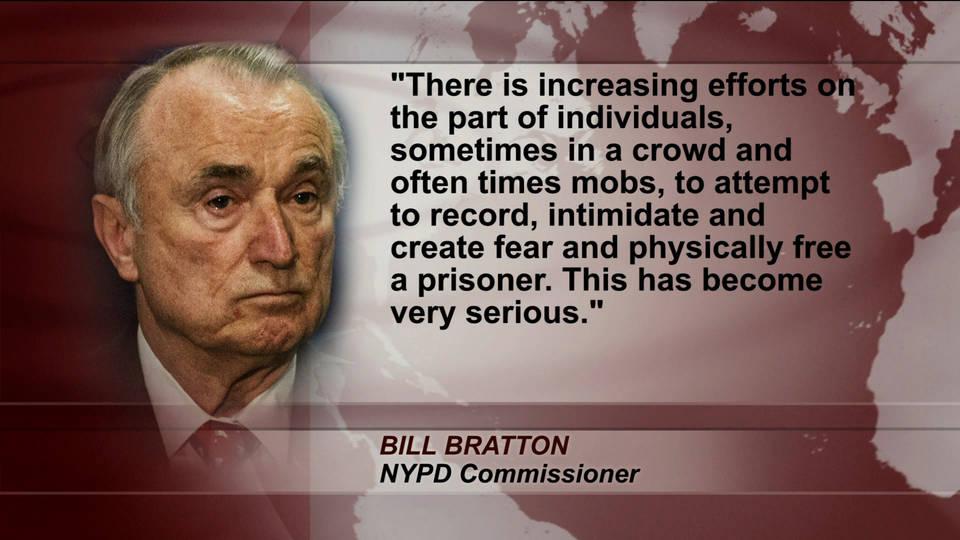 "There is increasing efforts on
the part of individuals,
sometimes in a crowd and
often times mobs, to attempt
to record, intimidate and
create fear and physically free
a prisoner. This has become
very serious."
BILL BRATTON
NYPD Commissioner